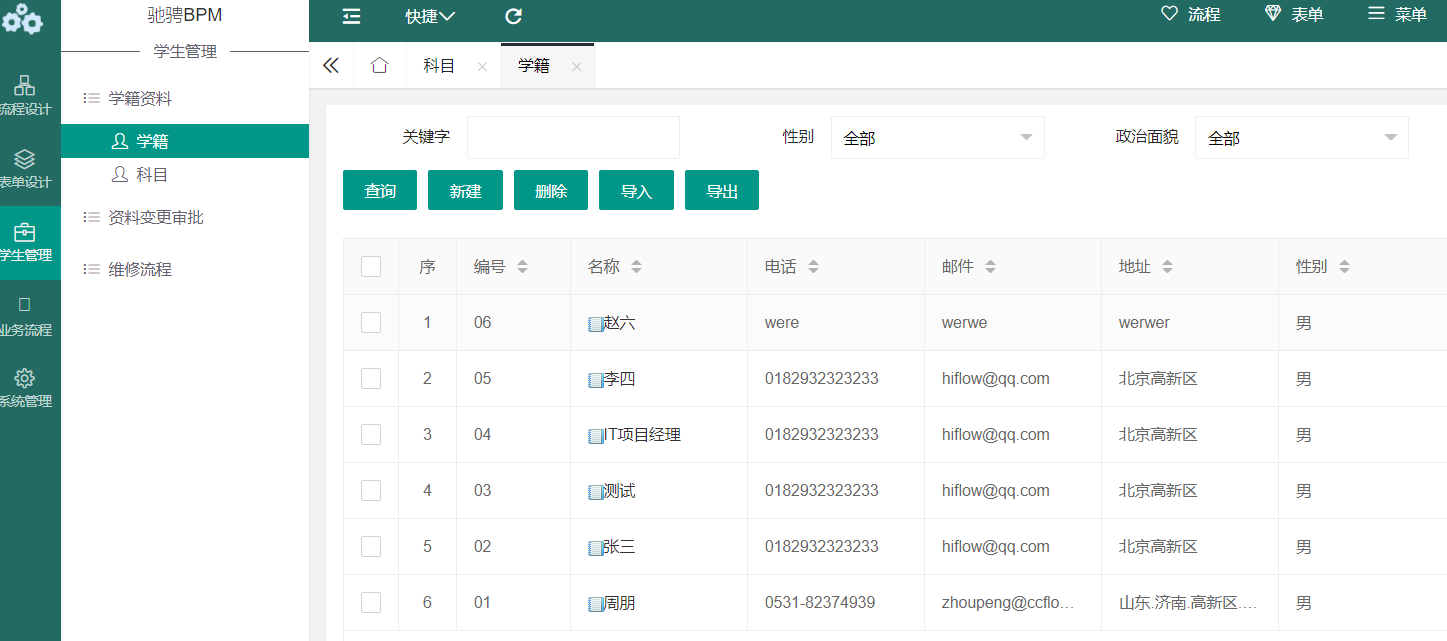 驰骋BPM
快捷
流程
表单
菜单
学生管理
科目
学籍
流程设计
表单设计
学生管理
业务流程
系统管理
学籍资料
学籍
科目
资料变更审批
维修流程
关键字
性别 全部
政治面貌 全部
查询 新建 删除 导入 导出
序 编号 名称 电话 邮件 地址 性别
1 06 赵六 were werwe werwer 男
2 05 李四 0182932323233 hiflow@qq.com 北京高新区 男
3 04 IT项目经理 0182932323233 hiflow@qq.com 北京高新区 男
4 03 测试 0182932323233 hiflow@qq.com 北京高新区 男
5 02 张三 0182932323233 hiflow@qq.com 北京高新区 男
6 01 周朋 0531-82374939 zhoupeng@ccflo… 山东.济南.高新区.… 男